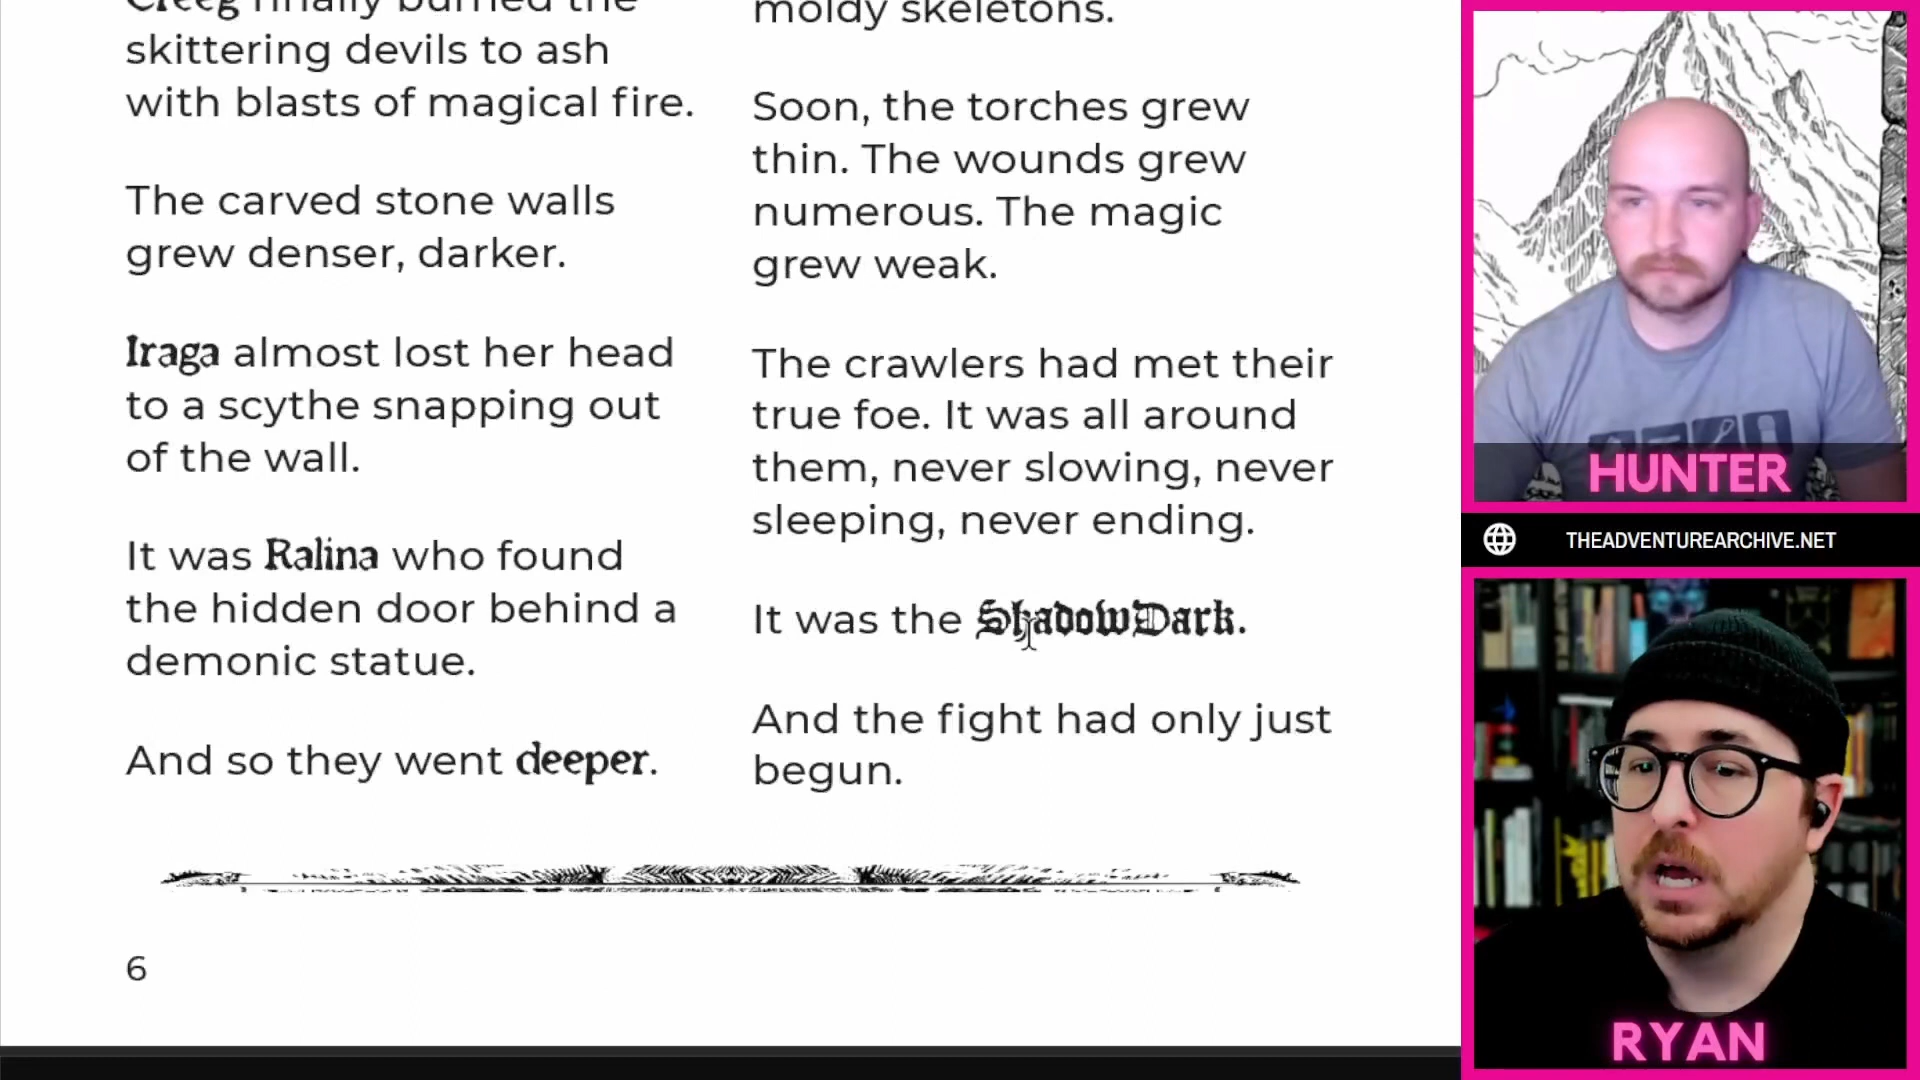 Creeg finally burned the
skittering devils to ash
with blasts of magical fire.
The carved stone walls
grew denser, darker.
Iraga almost lost her head
to a scythe snapping out
of the wall.
It was Ralina who found
the hidden door behind a
demonic statue.
And so they went deeper.
moldy skeletons.
Soon, the torches grew
thin. The wounds grew
numerous. The magic
grew weak.
The crawlers had met their
true foe. It was all around
them, never slowing, never
sleeping, never ending.
It was the ShadowDark.
And the fight had only just
begun.
6
HUNTER
THEADVENTUREARCHIVE.NET
RYAN